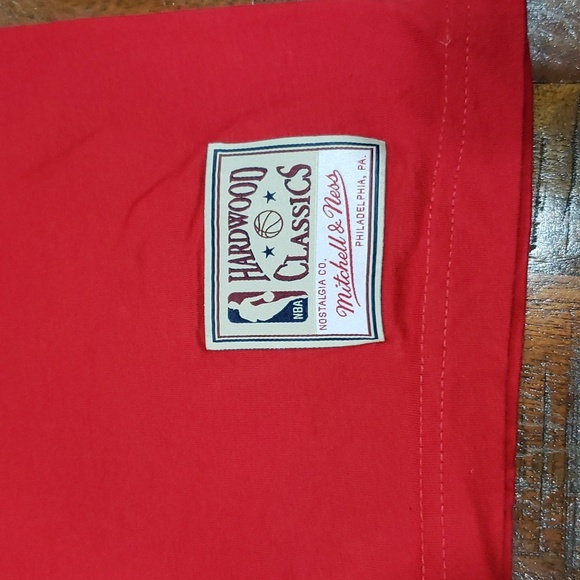 HARDWOOD
CLASSICS
NBA
NOSTALGIA CO.
Mitchell & Ness
PHILADELPHIA, PA.